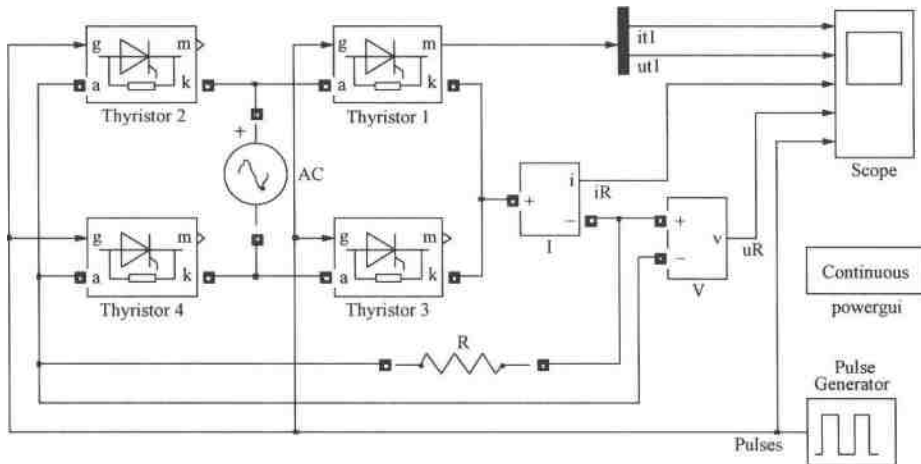 g m
a k
Thyristor 2
g m
a k
Thyristor 1
it1
ut1
Scope
+
AC
+ i
−
I
iR
+
− v
V
uR
g m
a k
Thyristor 4
g m
a k
Thyristor 3
Continuous
powergui
R
Pulse
Generator
Pulses